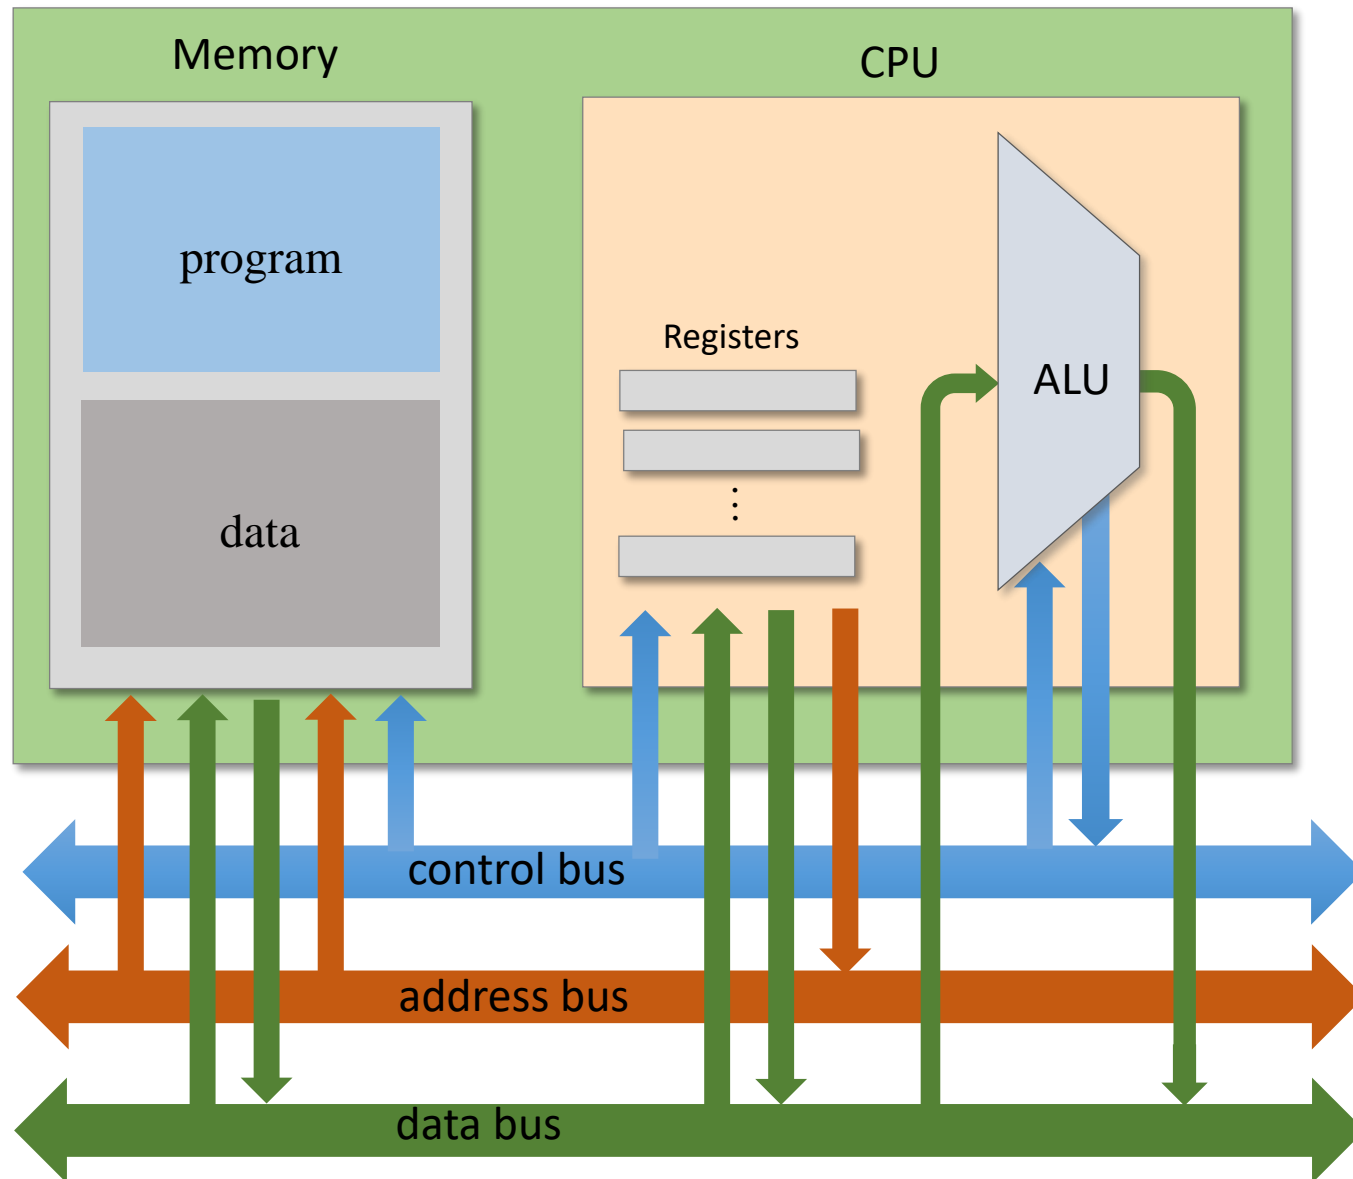 Memory
CPU
program
data
Registers
ALU
control bus
address bus
data bus